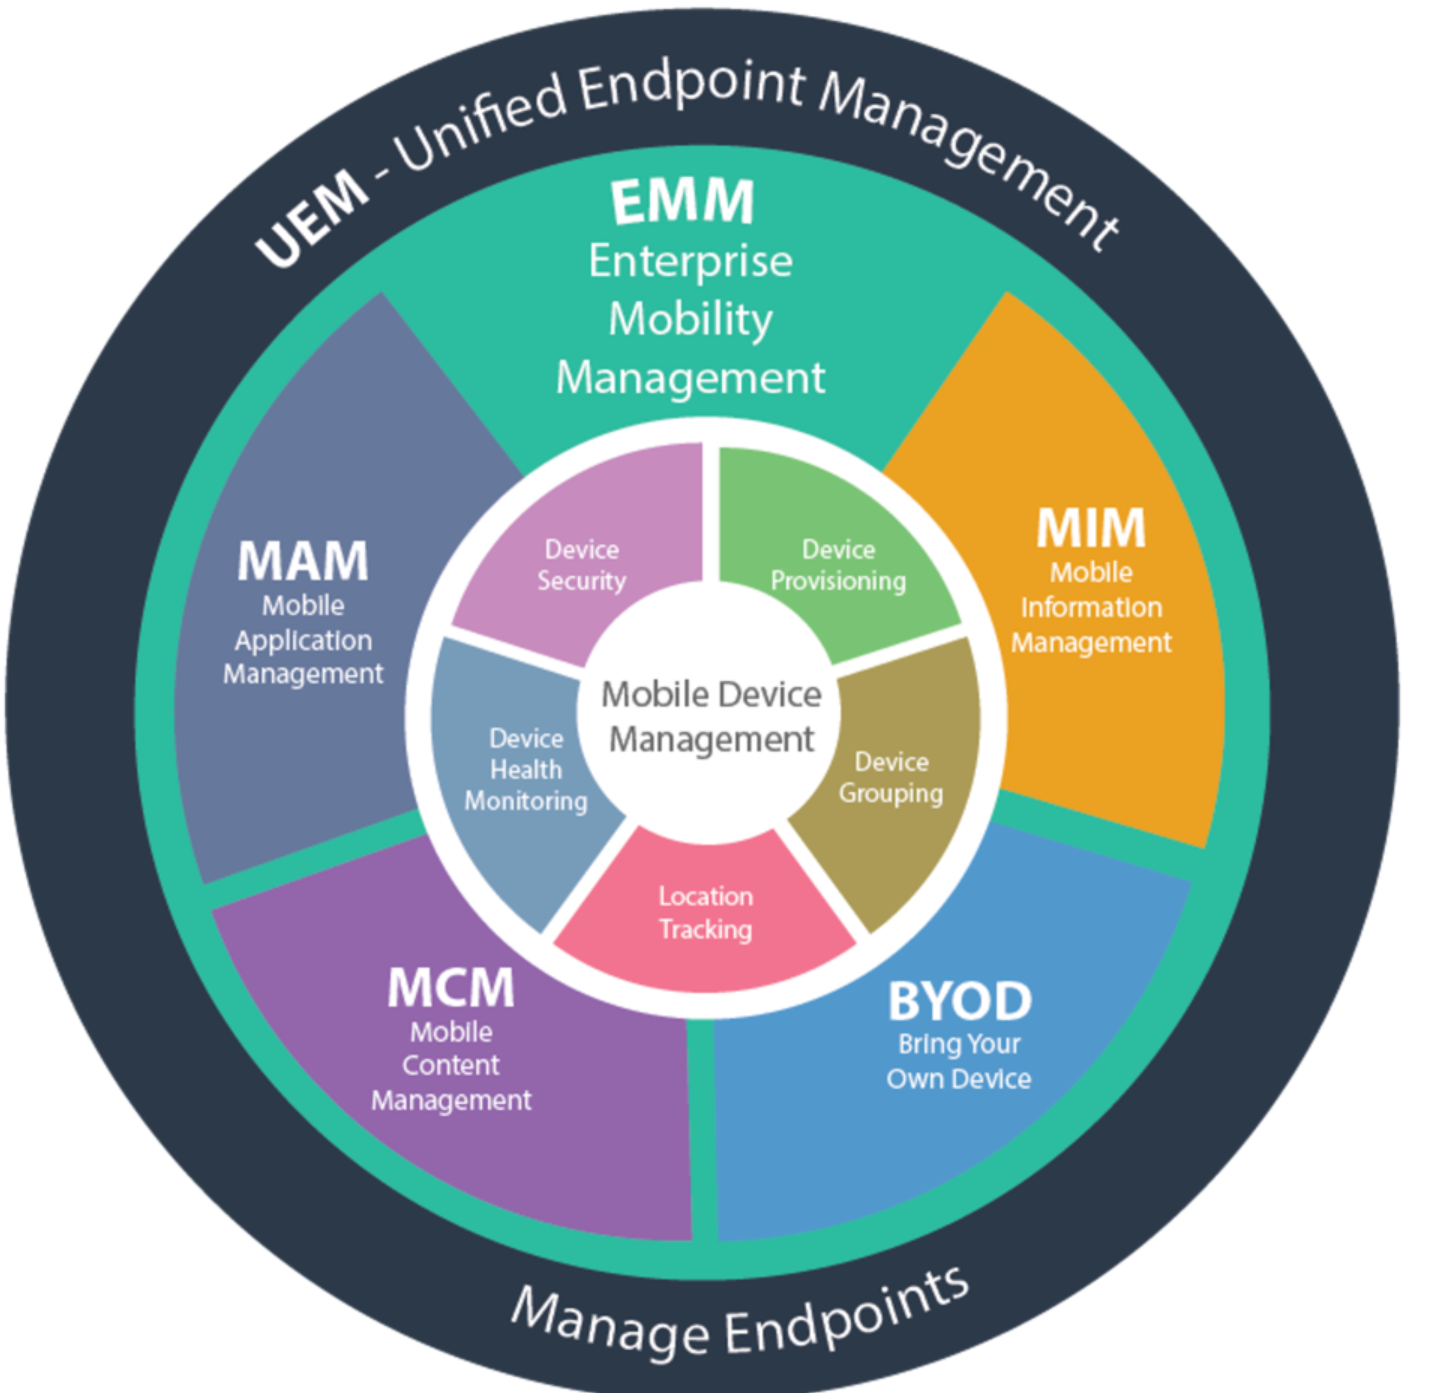 UEM - Unified Endpoint Management
EMM
Enterprise
Mobility
Management
MAM
Mobile
Application
Management
MIM
Mobile
Information
Management
Device
Security
Device
Provisioning
Mobile Device
Management
Device
Health
Monitoring
Device
Grouping
Location
Tracking
MCM
Mobile
Content
Management
BYOD
Bring Your
Own Device
Manage Endpoints